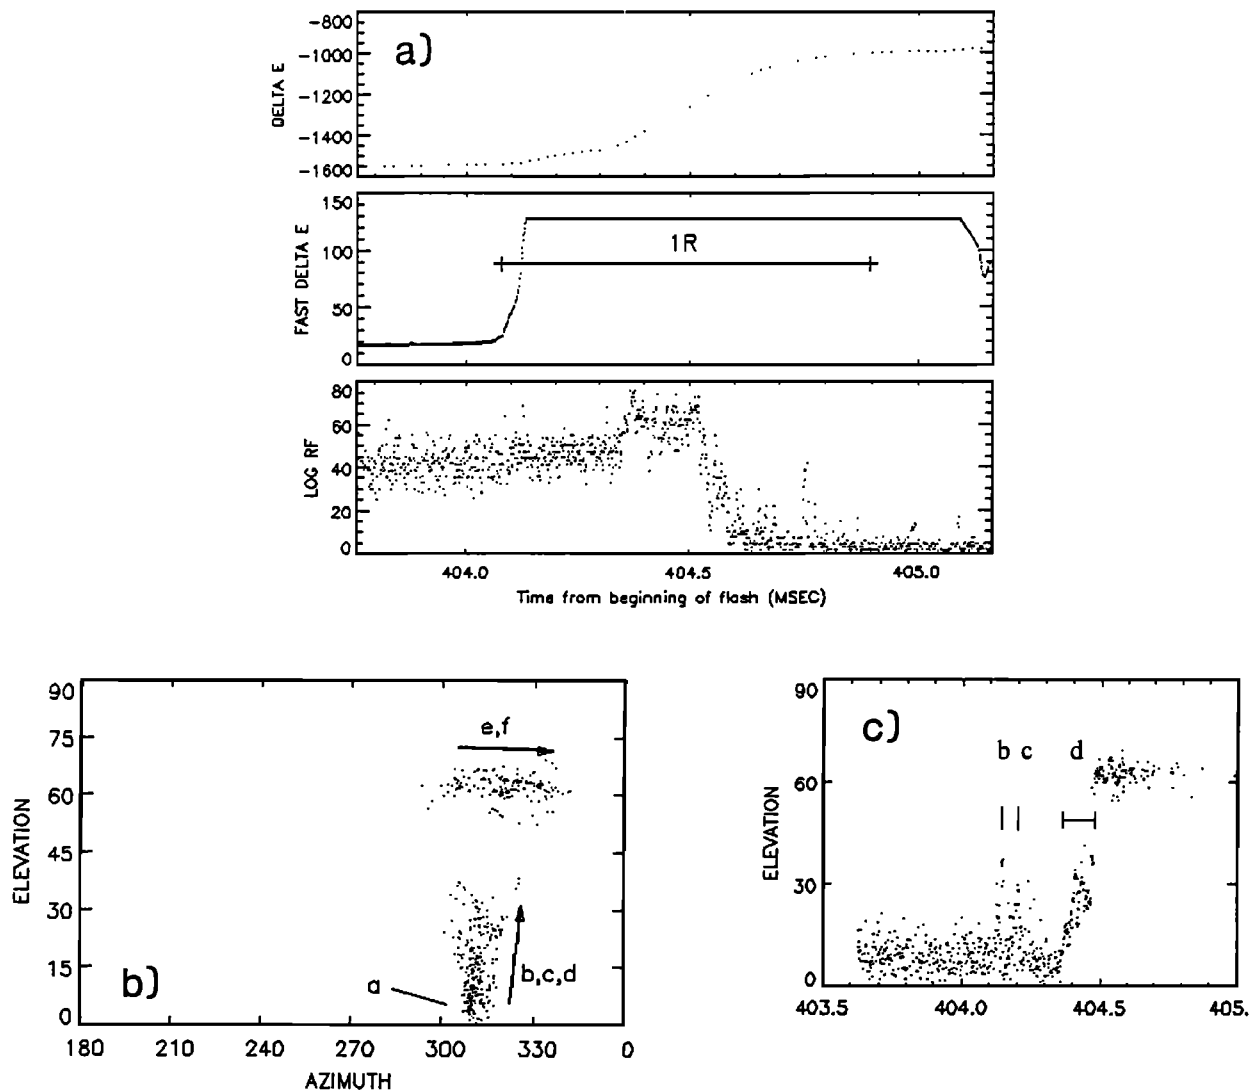 a)
-800
-1000
-1200
-1400
-1600
DELTA E
150
100
50
0
FAST DELTA E
1R
80
60
40
20
0
LOG RF
404.0 404.5 405.0
Time from beginning of flash (MSEC)
90
75
60
45
30
15
0
ELEVATION
e,f
a
b,c,d
b)
180 210 240 270 300 330 0
AZIMUTH
90
60
30
0
ELEVATION
c)
b c d
403.5 404.0 404.5 405.